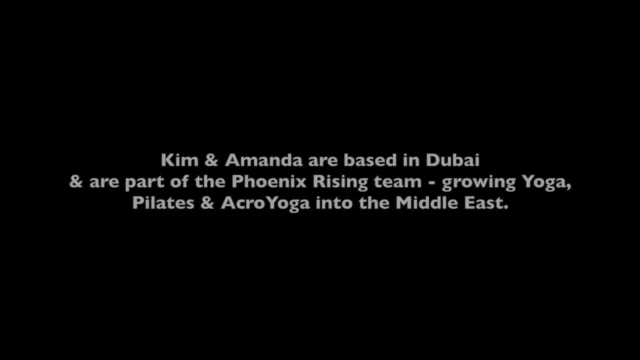 Kim & Amanda are based in Dubai
& are part of the Phoenix Rising team - growing Yoga,
Pilates & AcroYoga into the Middle East.